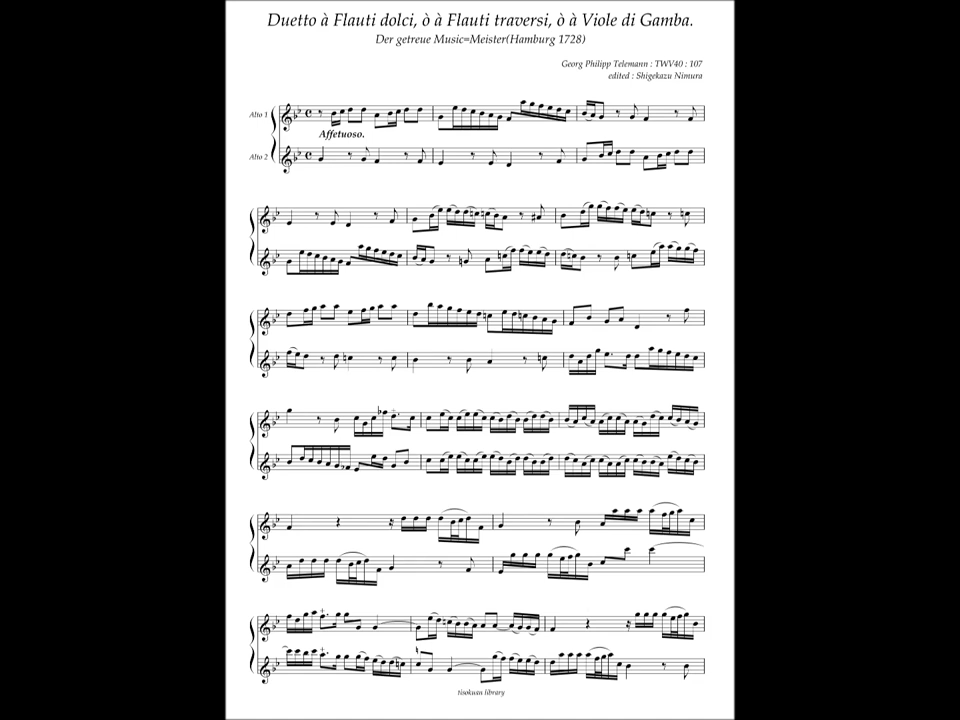 Duetto à Flauti dolci, ò à Flauti traversi, ò à Viole di Gamba.
Der getreue Music=Meister(Hamburg 1728)
Georg Philipp Telemann : TWV40 : 107
edited : Shigekazu Nimura
Alto 1
Affetuoso.
Alto 2
tisokuan library